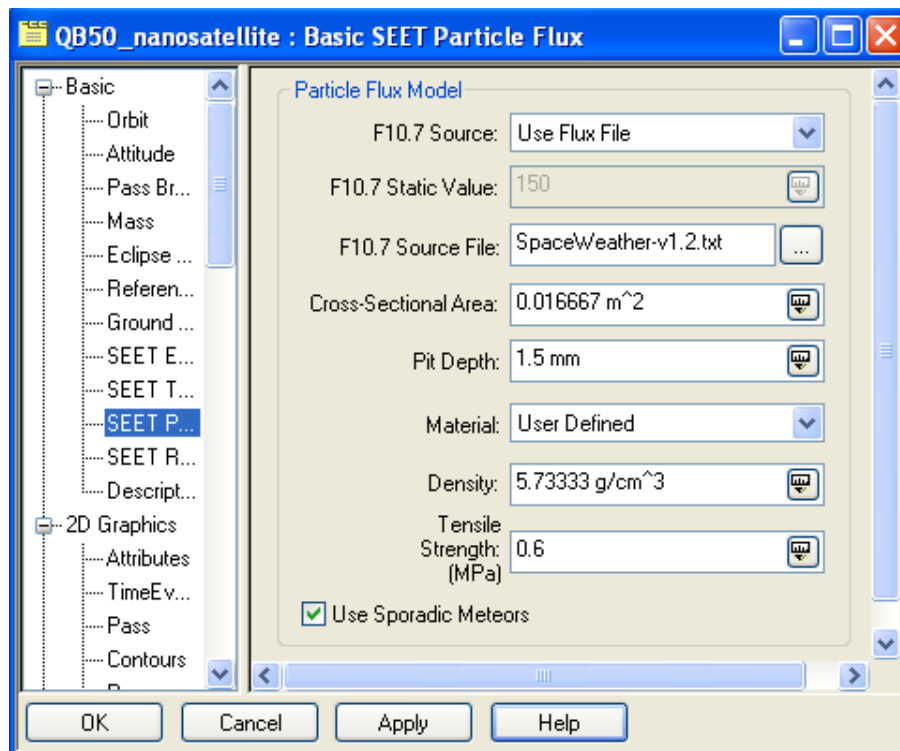 QB50_nanosatellite : Basic SEET Particle Flux
Basic
Orbit
Attitude
Pass Br...
Mass
Eclipse ...
Referen...
Ground ...
SEET E...
SEET T...
SEET P...
SEET R...
Descript...
2D Graphics
Attributes
TimeEv...
Pass
Contours
Particle Flux Model
F10.7 Source: Use Flux File
F10.7 Static Value: 150
F10.7 Source File: SpaceWeather-v1.2.txt ...
Cross-Sectional Area: 0.016667 m^2
Pit Depth: 1.5 mm
Material: User Defined
Density: 5.73333 g/cm^3
Tensile
Strength: 0.6
(MPa)
Use Sporadic Meteors
OK Cancel Apply Help